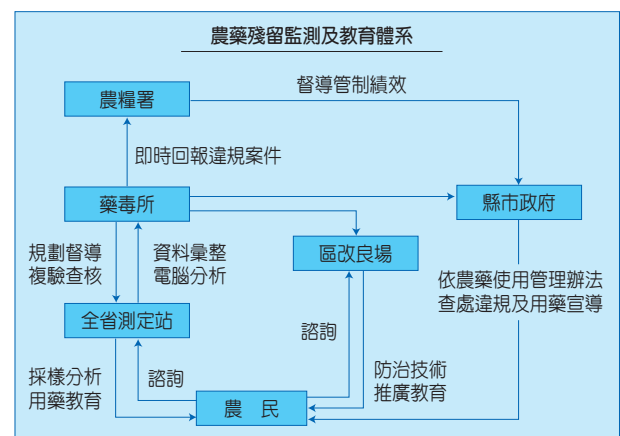 農藥殘留監測及教育體系
農糧署
督導管制績效
即時回報違規案件
藥毒所
縣市政府
規劃督導
複驗查核
資料彙整
電腦分析
區改良場
依農藥使用管理辦法
查處違規及用藥宣導
全省測定站
諮詢
採樣分析
用藥教育
諮詢
防治技術
推廣教育
農 民